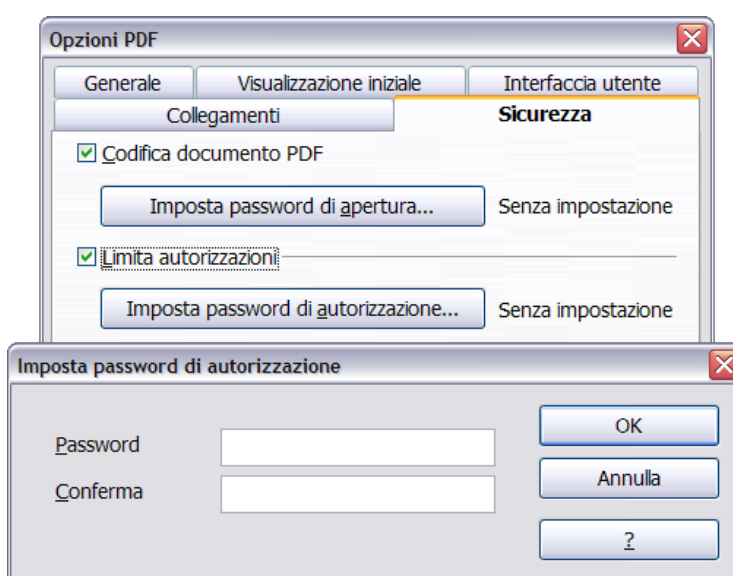 Opzioni PDF
Generale Visualizzazione iniziale Interfaccia utente
Collegamenti Sicurezza
Codifica documento PDF
Imposta password di apertura... Senza impostazione
Limita autorizzazioni
Imposta password di autorizzazione... Senza impostazione
Imposta password di autorizzazione
OK
Password
Annulla
Conferma
?